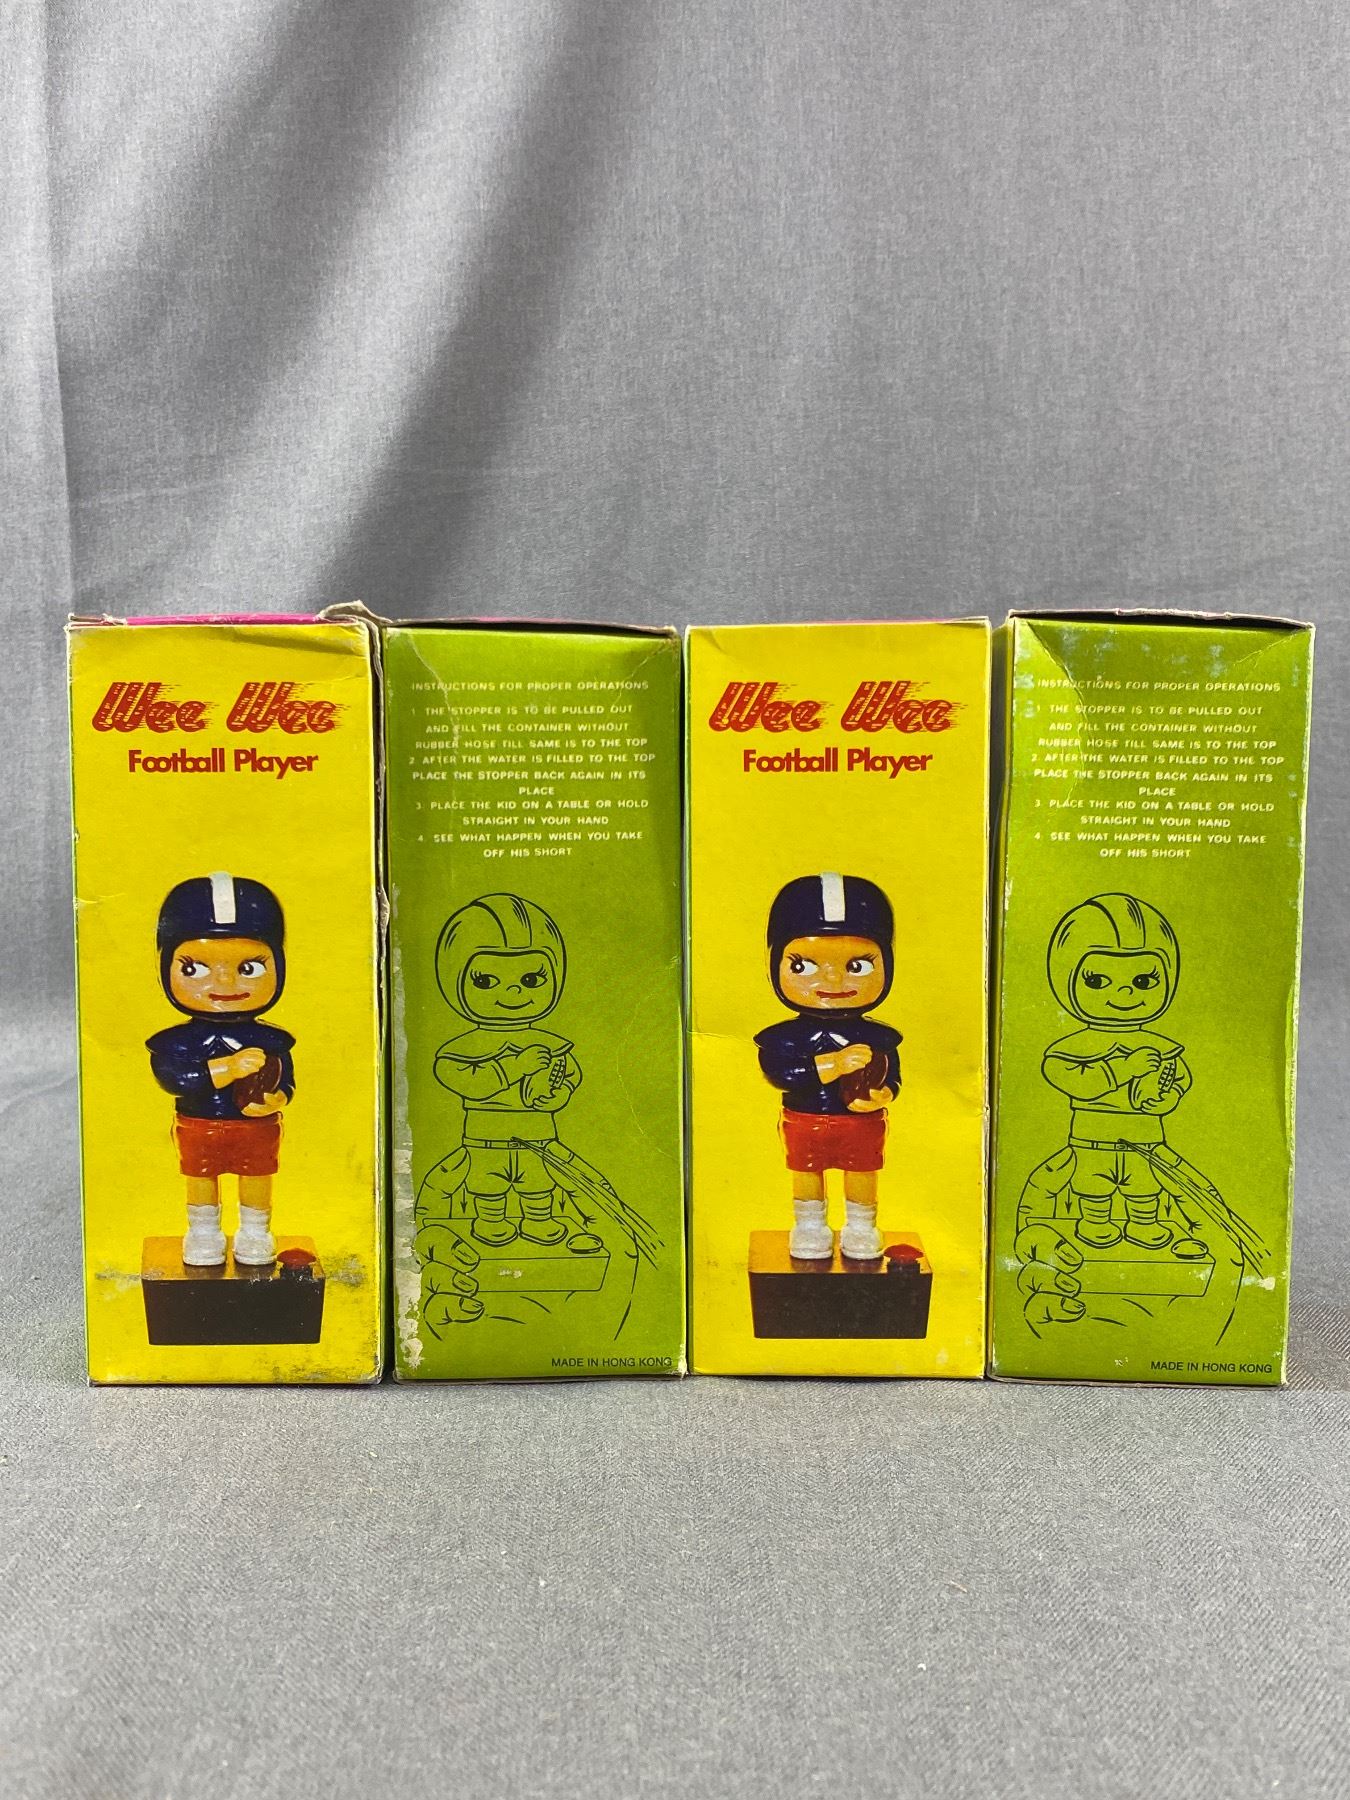 Wee Wee
Football Player
INSTRUCTIONS FOR PROPER OPERATIONS
1 THE STOPPER IS TO BE PULLED OUT
AND FILL THE CONTAINER WITHOUT
RUBBER HOSE TILL SAME IS TO THE TOP
2. AFTER THE WATER IS FILLED TO THE TOP
PLACE THE STOPPER BACK AGAIN IN ITS
PLACE
3. PLACE THE KID ON A TABLE OR HOLD
STRAIGHT IN YOUR HAND
4. SEE WHAT HAPPEN WHEN YOU TAKE
OFF HIS SHORT
MADE IN HONG KONG
Wee Wee
Football Player
INSTRUCTIONS FOR PROPER OPERATIONS
1 THE STOPPER IS TO BE PULLED OUT
AND FILL THE CONTAINER WITHOUT
RUBBER HOSE TILL SAME IS TO THE TOP
2. AFTER THE WATER IS FILLED TO THE TOP
PLACE THE STOPPER BACK AGAIN IN ITS
PLACE
3. PLACE THE KID ON A TABLE OR HOLD
STRAIGHT IN YOUR HAND
4. SEE WHAT HAPPEN WHEN YOU TAKE
OFF HIS SHORT
MADE IN HONG KONG